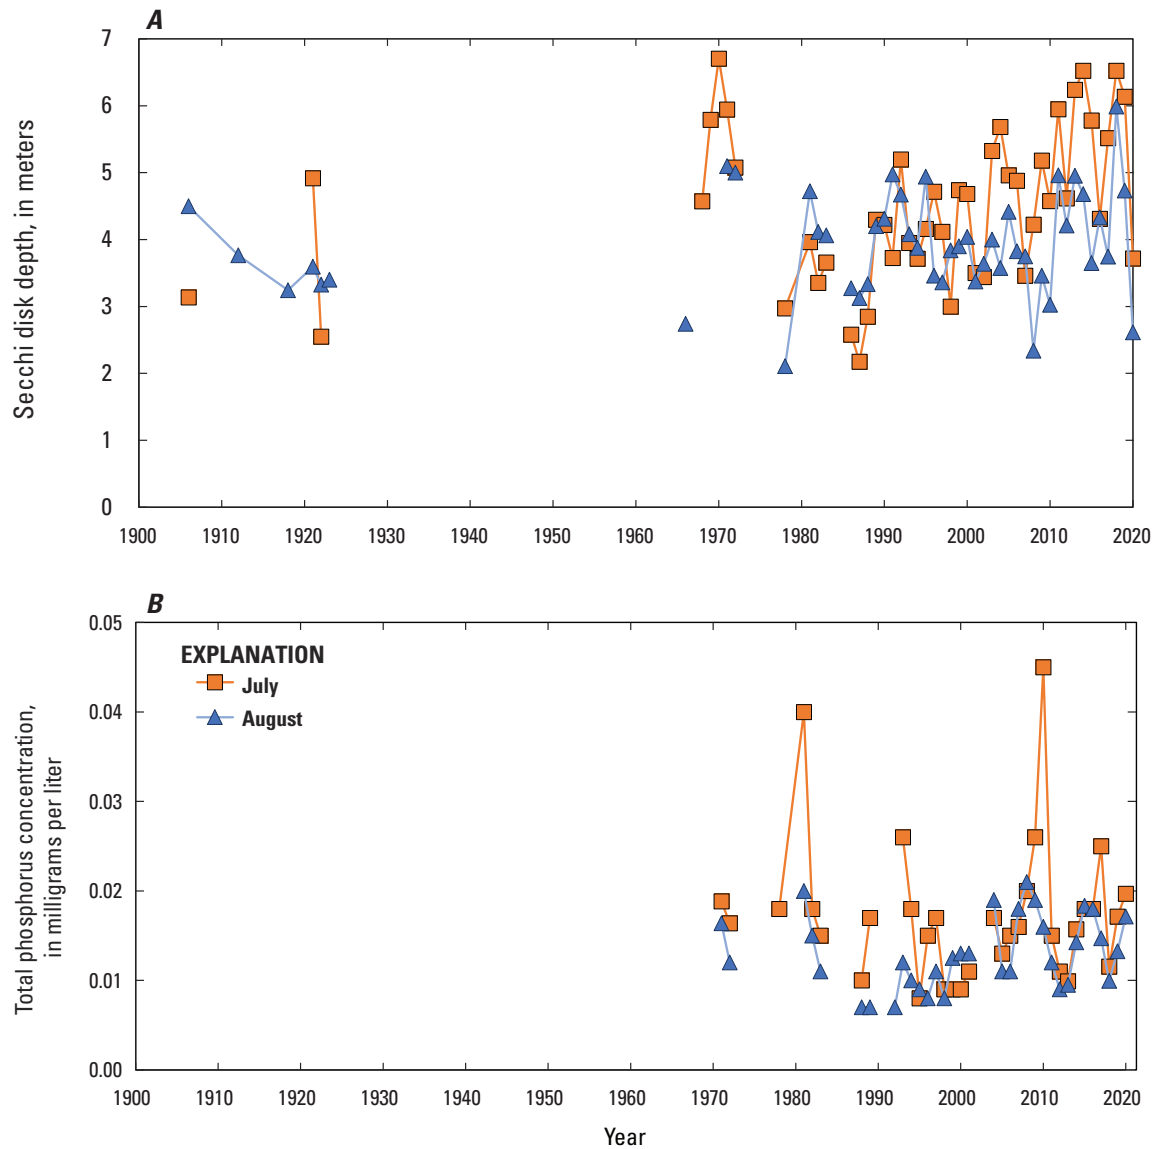 A
7
6
5
4
3
2
1
0
Secchi disk depth, in meters
1900 1910 1920 1930 1940 1950 1960 1970 1980 1990 2000 2010 2020
B
0.05
0.04
0.03
0.02
0.01
0.00
Total phosphorus concentration,
in milligrams per liter
EXPLANATION
July
August
1900 1910 1920 1930 1940 1950 1960 1970 1980 1990 2000 2010 2020
Year